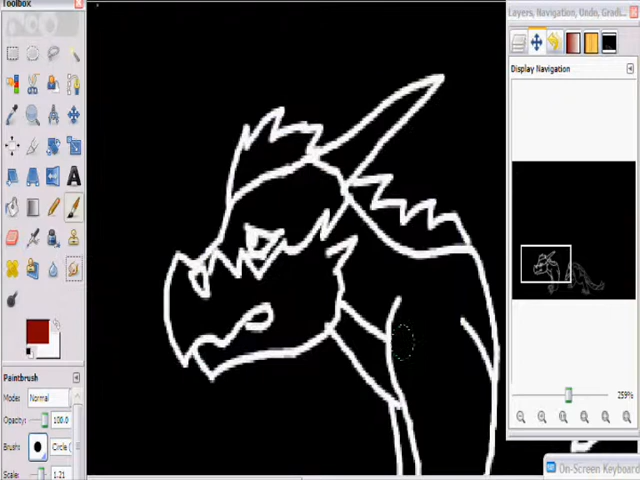 Toolbox
Layers, Navigation, Undo, Gradi
Display Navigation
259%
Paintbrush
Mode: Normal
Opacity: 100.0
Brush: Circle (
Scale: 1.21
On-Screen Keyboard